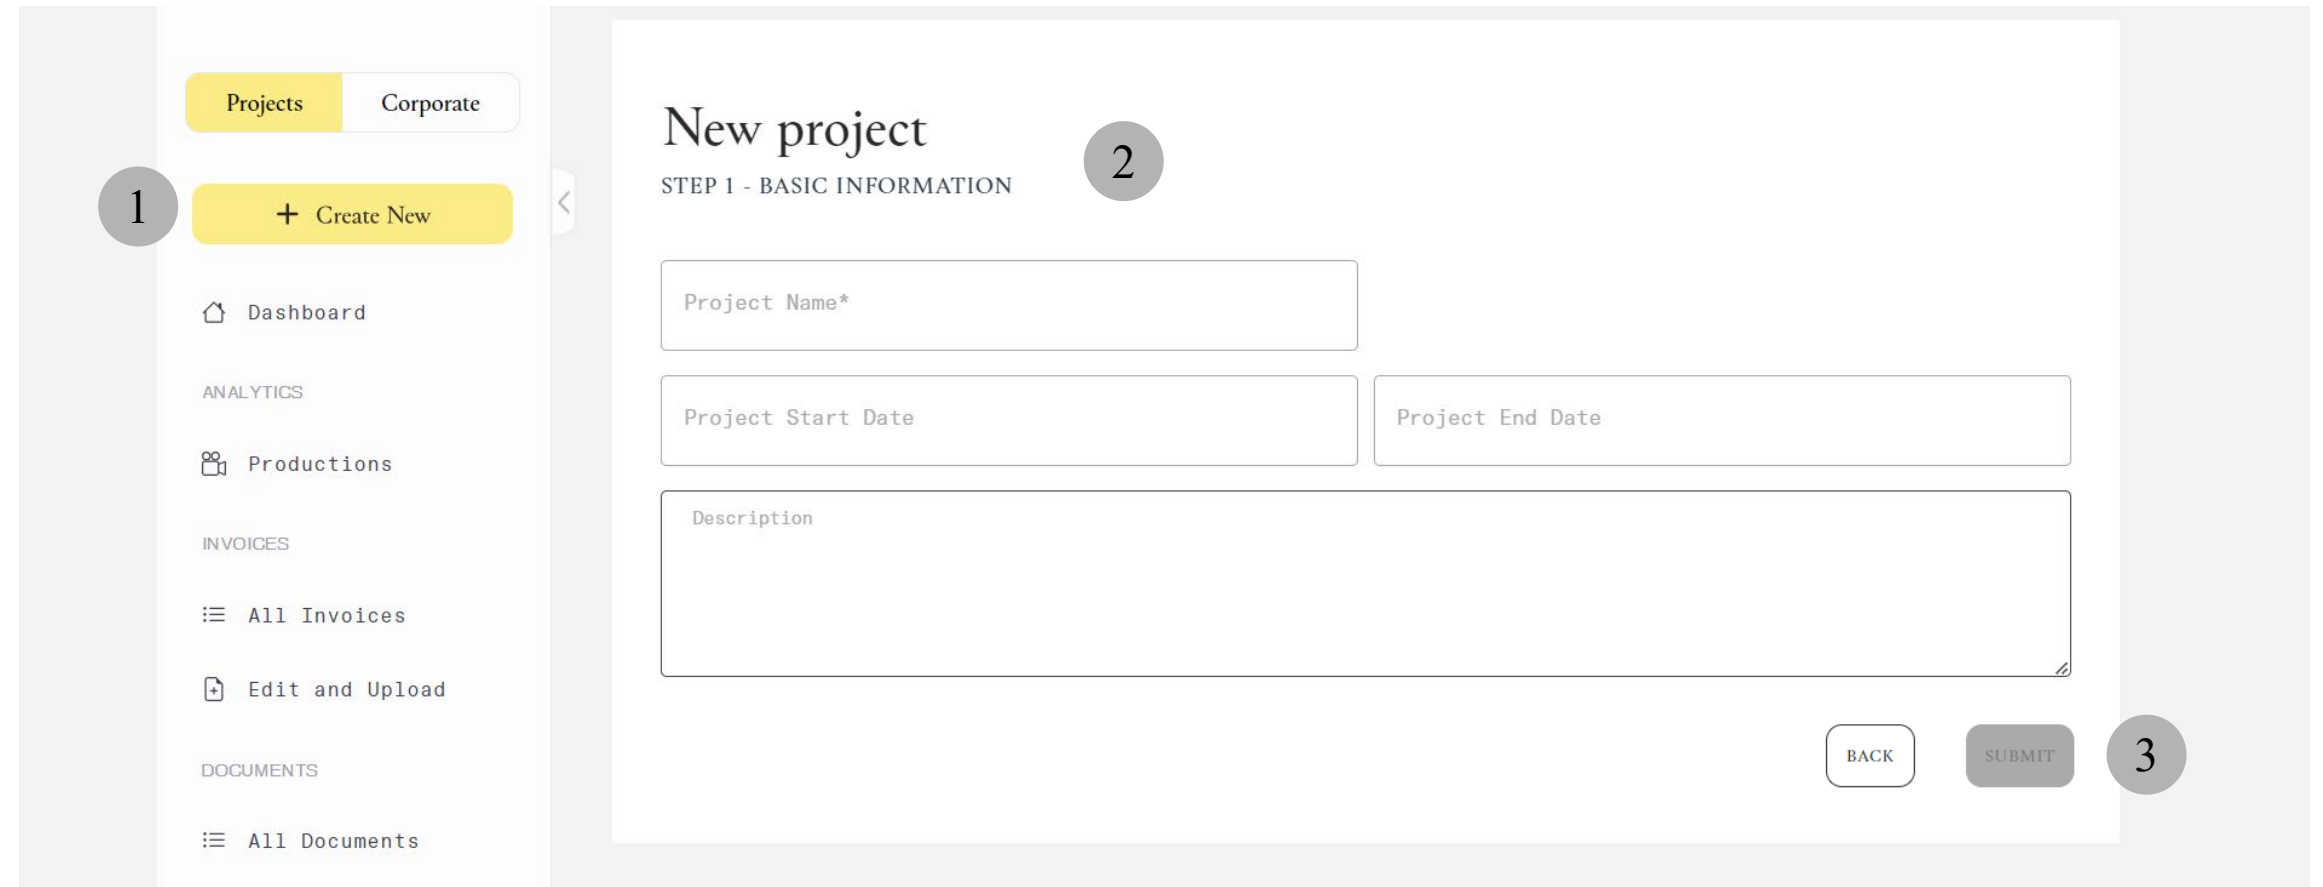 Projects
Corporate
1
+ Create New
Dashboard
ANALYTICS
Productions
INVOICES
All Invoices
Edit and Upload
DOCUMENTS
All Documents
New project
2
STEP 1 - BASIC INFORMATION
Project Name*
Project Start Date
Project End Date
Description
BACK
SUBMIT
3